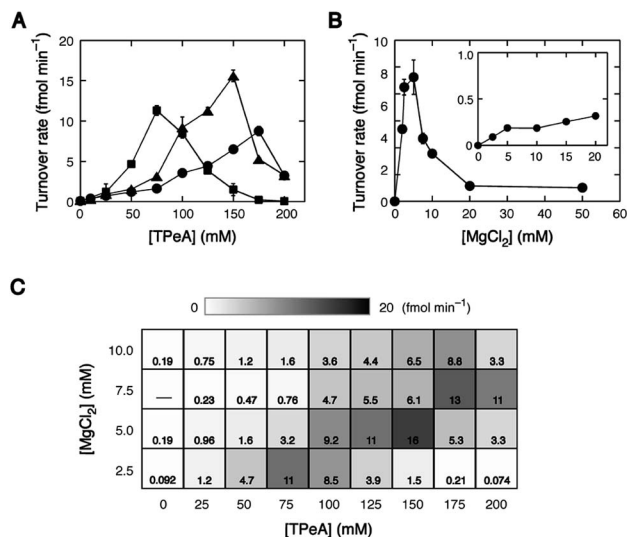 A
Turnover rate (fmol min⁻¹)
20
15
10
5
0
0 50 100 150 200
[TPeA] (mM)
B
Turnover rate (fmol min⁻¹)
10
8
6
4
2
0
0 10 20 30 40 50 60
[MgCl₂] (mM)
1.0
0.5
0
0 5 10 15 20
C
0 20 (fmol min⁻¹)
[MgCl₂] (mM)
10.0 0.19 0.75 1.2 1.6 3.6 4.4 6.5 8.8 3.3
7.5 — 0.23 0.47 0.76 4.7 5.5 6.1 13 11
5.0 0.19 0.96 1.6 3.2 9.2 11 16 5.3 3.3
2.5 0.092 1.2 4.7 11 8.5 3.9 1.5 0.21 0.074
0 25 50 75 100 125 150 175 200
[TPeA] (mM)